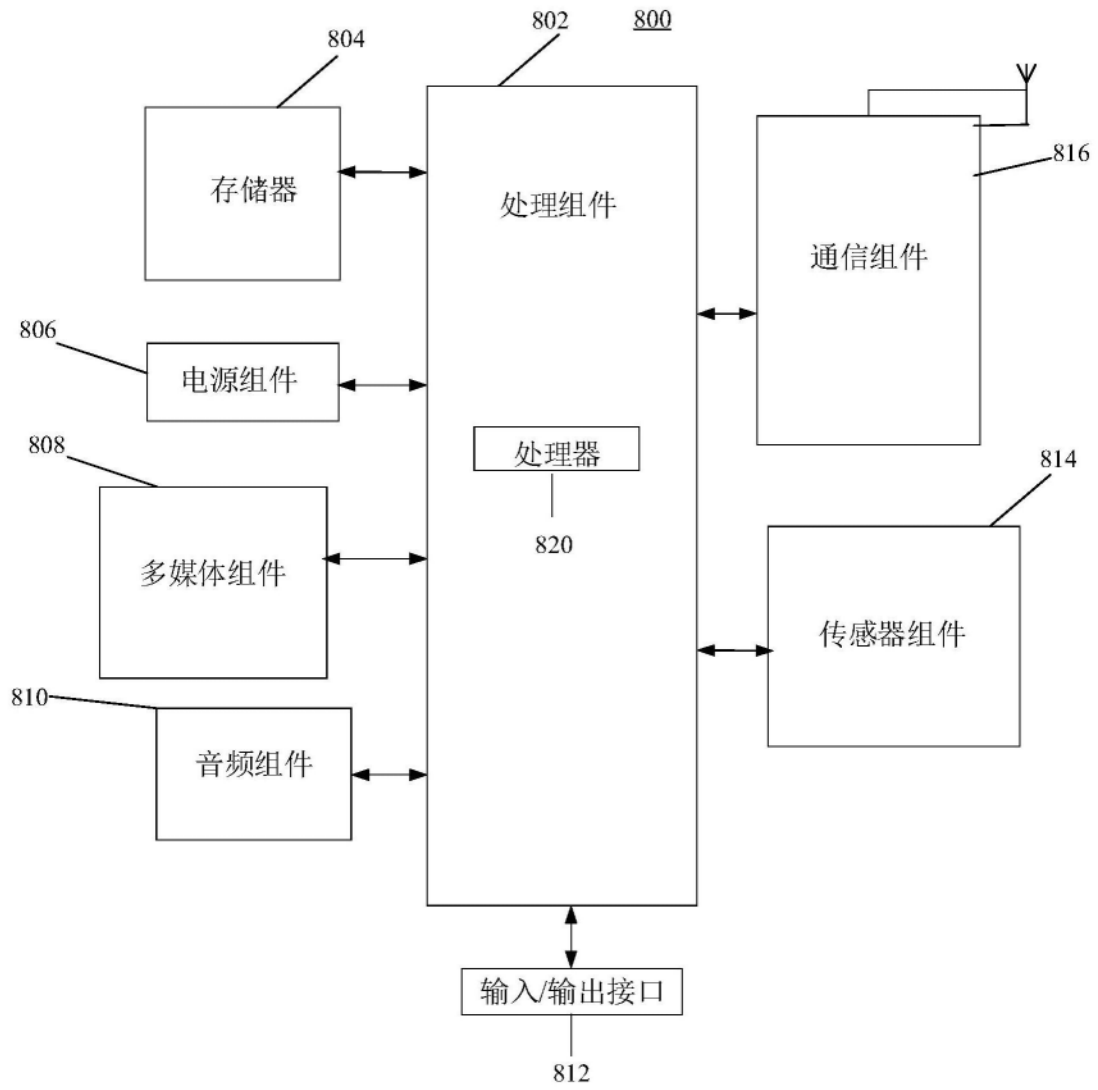 800
802
804
存储器
处理组件
816
通信组件
806
电源组件
808
处理器
820
814
多媒体组件
传感器组件
810
音频组件
输入/输出接口
812